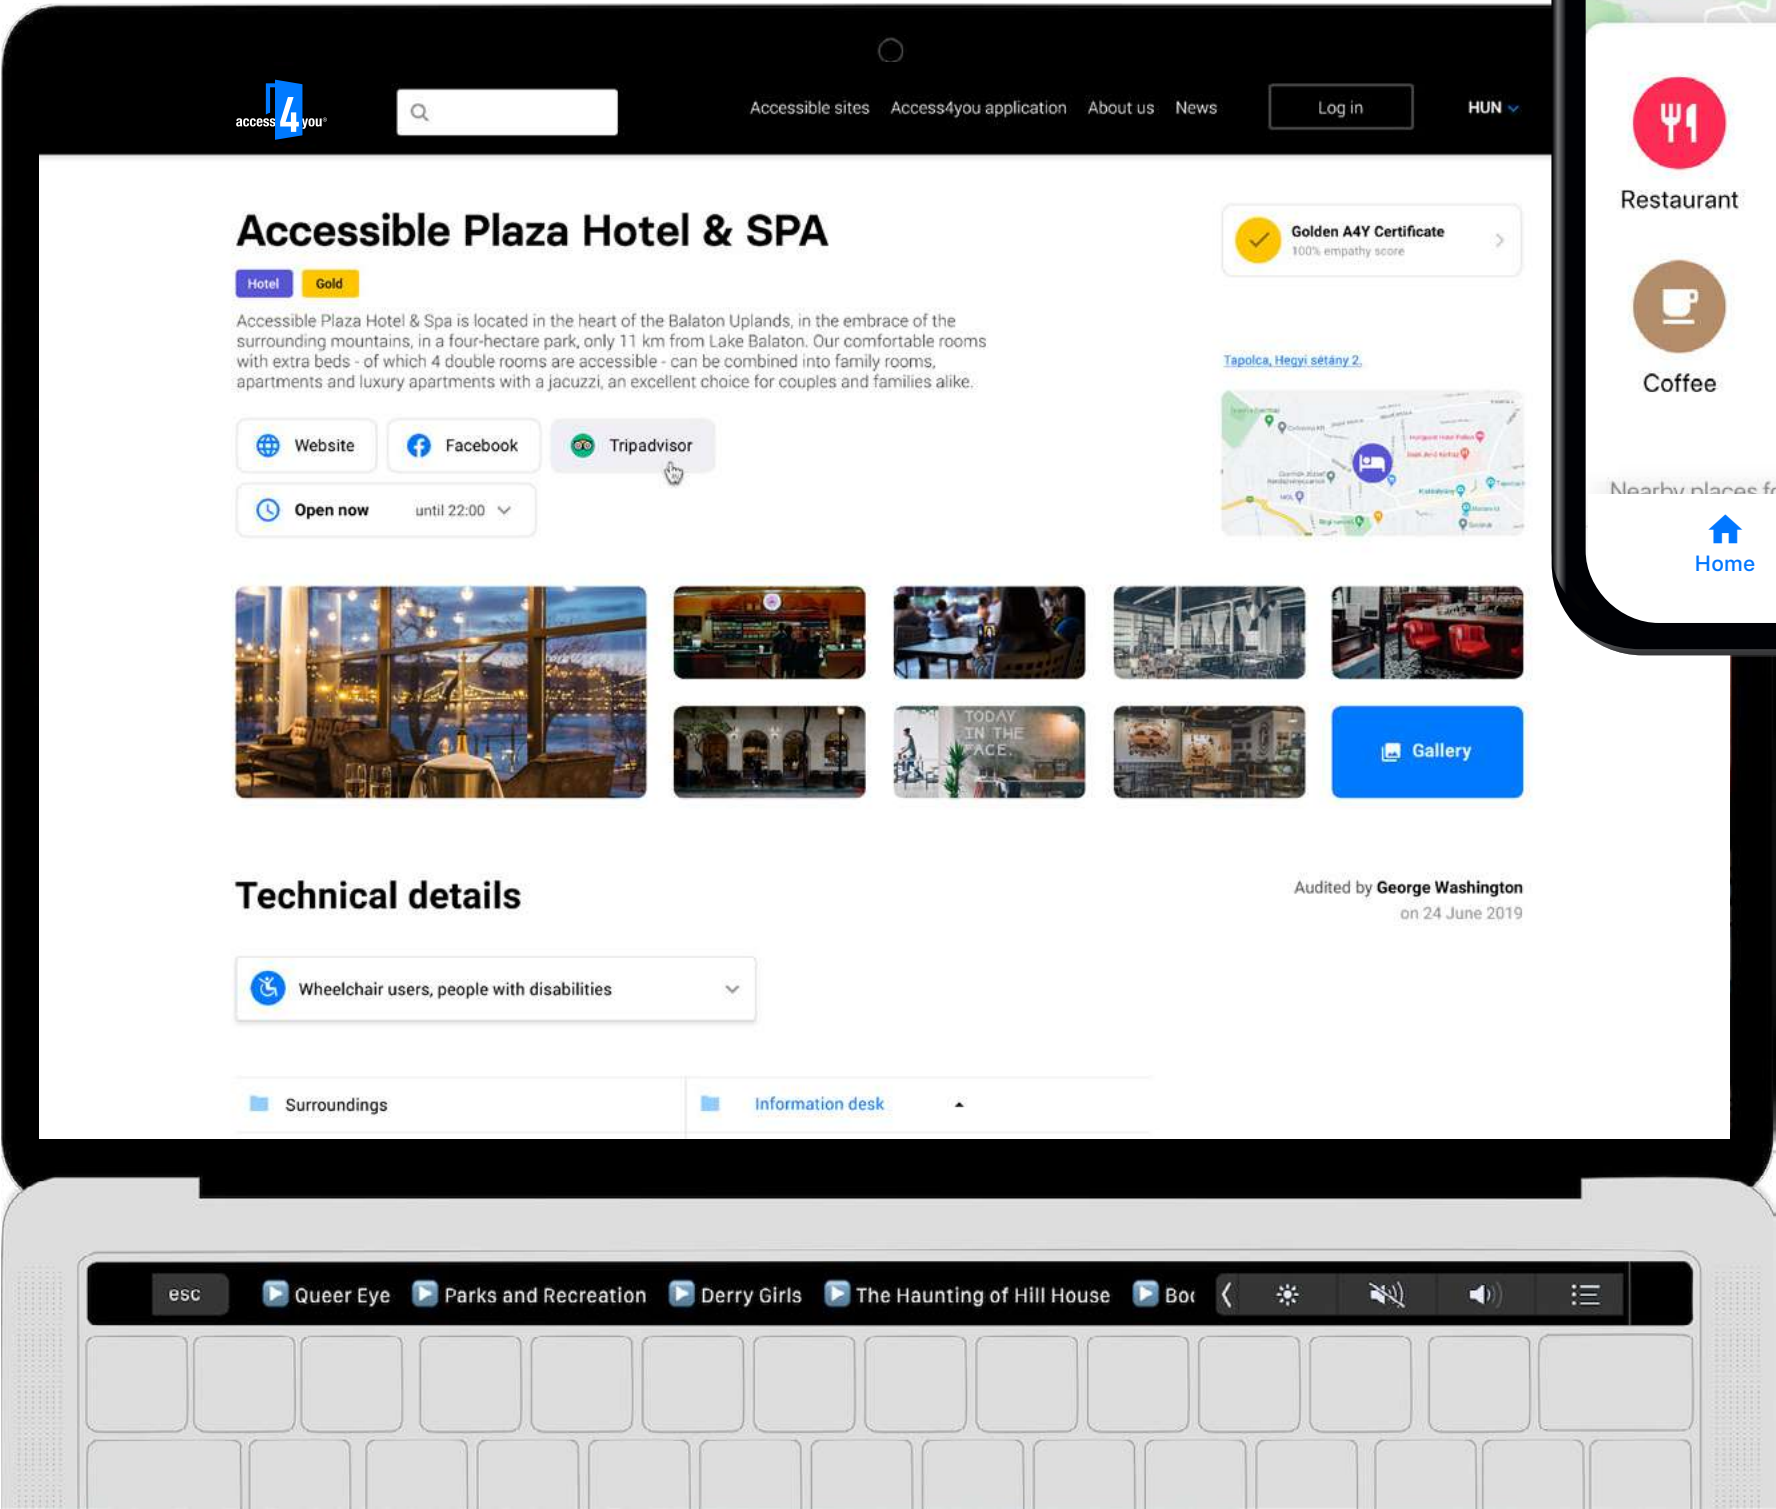 access 4 you®
Accessible sites
Access4you application
About us
News
Log in
HUN
Accessible Plaza Hotel & SPA
Hotel
Gold
Golden A4Y Certificate
100% empathy score
Accessible Plaza Hotel & Spa is located in the heart of the Balaton Uplands, in the embrace of the
surrounding mountains, in a four-hectare park, only 11 km from Lake Balaton. Our comfortable rooms
with extra beds - of which 4 double rooms are accessible - can be combined into family rooms,
apartments and luxury apartments with a jacuzzi, an excellent choice for couples and families alike.
Tapolca, Hegyi sétány 2.
Website
Facebook
Tripadvisor
Open now
until 22:00
TODAY
IN THE
FACE.
Gallery
Technical details
Audited by George Washington
on 24 June 2019
Wheelchair users, people with disabilities
Surroundings
Information desk
Restaurant
Coffee
Nearby places
Home
esc
Queer Eye
Parks and Recreation
Derry Girls
The Haunting of Hill House